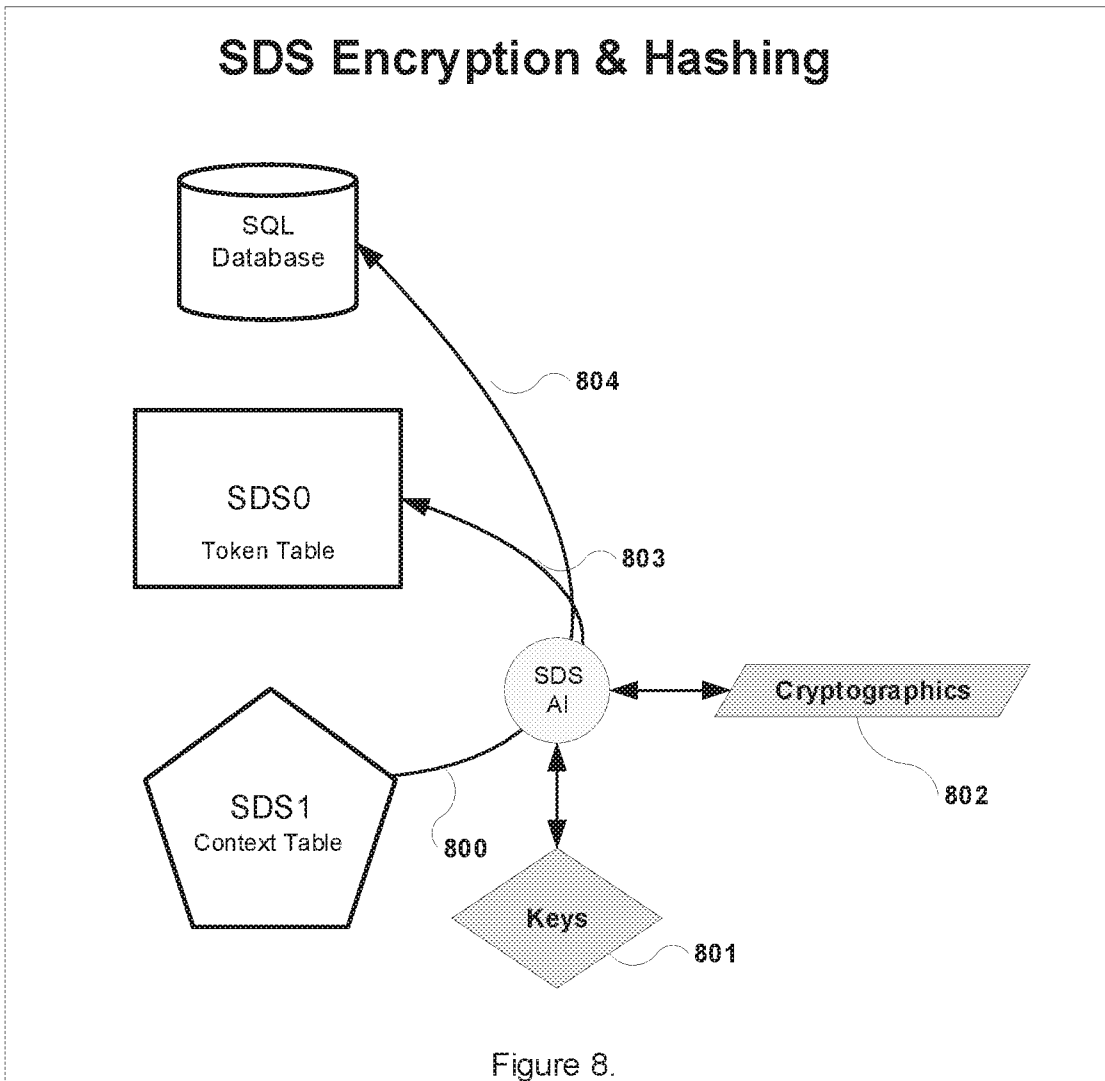 SDS Encryption & Hashing
SQL
Database
804
SDS0
Token Table
803
SDS
AI
Cryptographics
802
SDS1
Context Table
800
Keys
801
Figure 8.